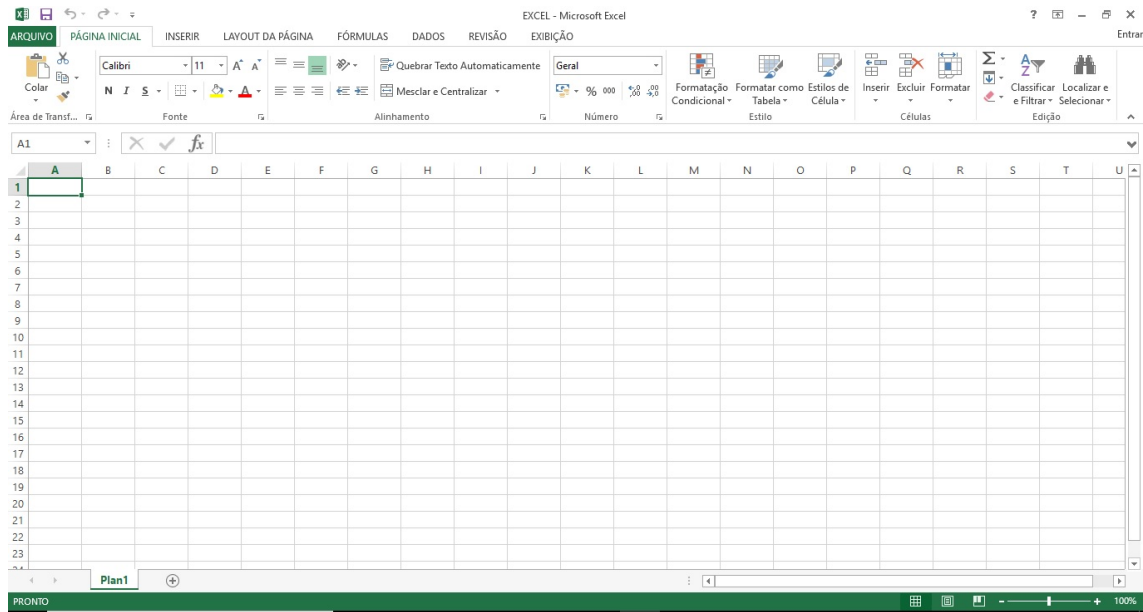 EXCEL - Microsoft Excel
ARQUIVO PÁGINA INICIAL INSERIR LAYOUT DA PÁGINA FÓRMULAS DADOS REVISÃO EXIBIÇÃO Entrar
Colar
Área de Transf...
Calibri 11
N I S
Fonte
Quebrar Texto Automaticamente
Mesclar e Centralizar
Alinhamento
Geral
% 000
Número
Formatação Condicional
Formatar como Tabela
Estilos de Célula
Estilo
Inserir Excluir Formatar
Células
Classificar e Filtrar
Localizar e Selecionar
Edição
A1 fx
A B C D E F G H I J K L M N O P Q R S T U
1
2
3
4
5
6
7
8
9
10
11
12
13
14
15
16
17
18
19
20
21
22
23
Plan1
PRONTO 100%